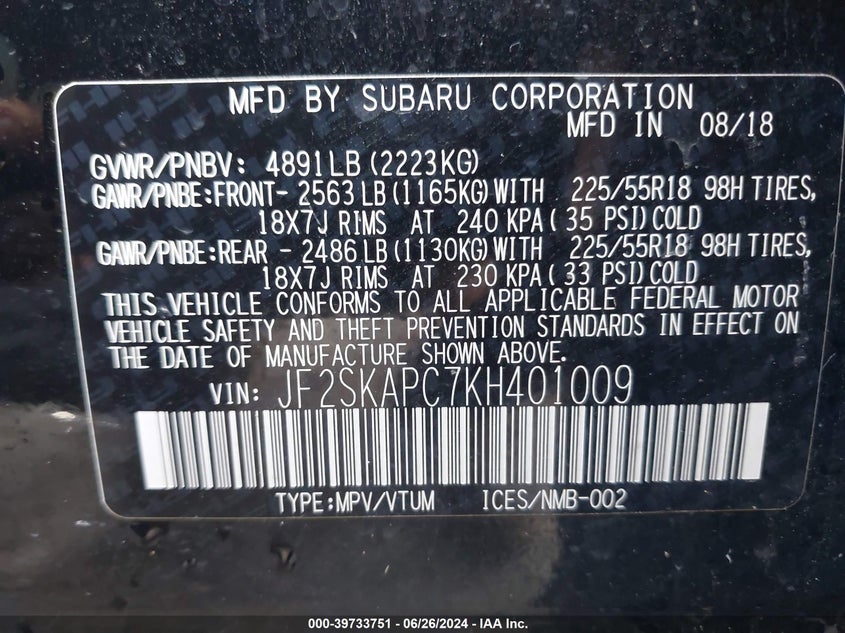 MFD BY SUBARU CORPORATION
MFD IN 08/18
GVWR/PNBV: 4891LB (2223KG)
GAWR/PNBE:FRONT- 2563 LB (1165KG) WITH 225/55R18 98H TIRES,
18X7J RIMS AT 240 KPA ( 35 PSI) COLD
GAWR/PNBE:REAR - 2486 LB (1130KG) WITH 225/55R18 98H TIRES,
18X7J RIMS AT 230 KPA ( 33 PSI) COLD
THIS VEHICLE CONFORMS TO ALL APPLICABLE FEDERAL MOTOR
VEHICLE SAFETY AND THEFT PREVENTION STANDARDS IN EFFECT ON
THE DATE OF MANUFACTURE SHOWN ABOVE.
VIN: JF2SKAPC7KH401009
TYPE:MPV/VTUM ICES/NMB-002
000-39733751 - 06/26/2024 - IAA Inc.